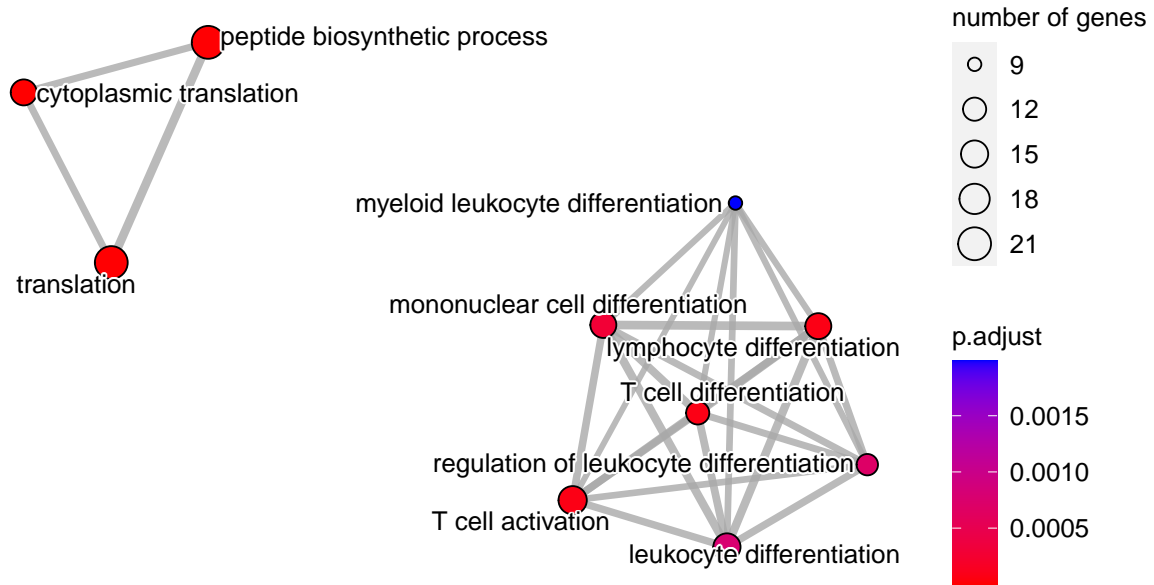 number of genes
peptide biosynthetic process
9
cytoplasmic translation
12
15
myeloid leukocyte differentiation
18
21
translation
mononuclear cell differentiation
p.adjust
lymphocyte differentiation
T cell differentiation
0.0015
regulation of leukocyte differentiation
0.0010
T cell activation
0.0005
leukocyte differentiation